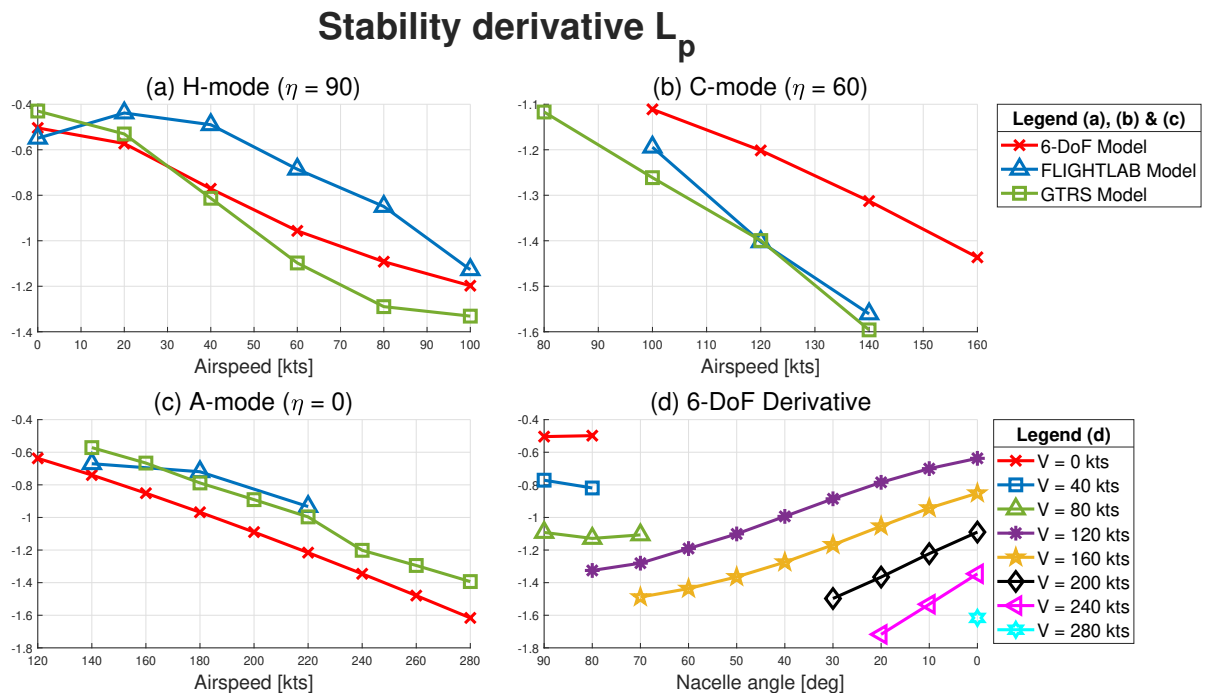 Stability derivative L_p
(a) H-mode (η = 90)
-0.4
-0.6
-0.8
-1
-1.2
-1.4
0 10 20 30 40 50 60 70 80 90 100
Airspeed [kts]
(b) C-mode (η = 60)
-1.1
-1.2
-1.3
-1.4
-1.5
-1.6
80 90 100 110 120 130 140 150 160
Airspeed [kts]
Legend (a), (b) & (c)
6-DoF Model
FLIGHTLAB Model
GTRS Model
(c) A-mode (η = 0)
-0.4
-0.6
-0.8
-1
-1.2
-1.4
-1.6
-1.8
120 140 160 180 200 220 240 260 280
Airspeed [kts]
(d) 6-DoF Derivative
-0.4
-0.6
-0.8
-1
-1.2
-1.4
-1.6
-1.8
90 80 70 60 50 40 30 20 10 0
Nacelle angle [deg]
Legend (d)
V = 0 kts
V = 40 kts
V = 80 kts
V = 120 kts
V = 160 kts
V = 200 kts
V = 240 kts
V = 280 kts